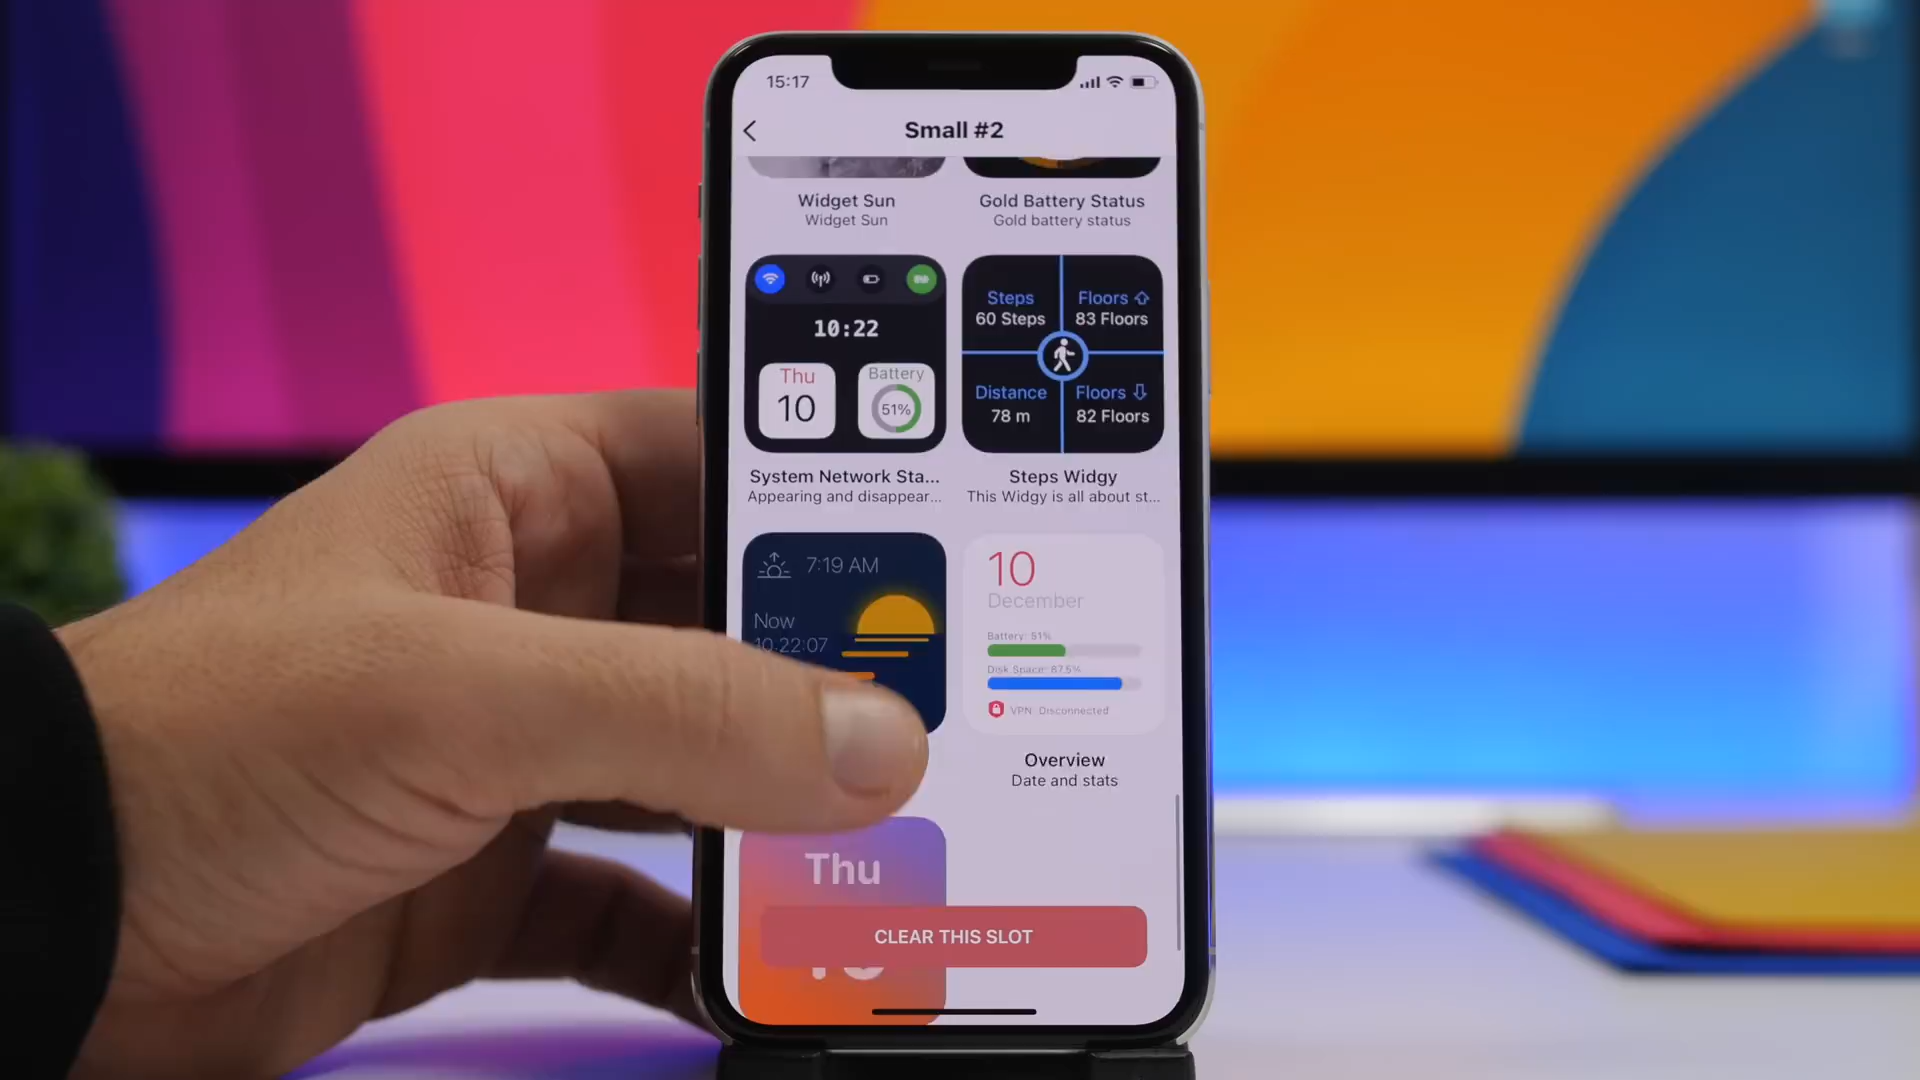 15:17
Small #2
Widget Sun
Widget Sun
Gold Battery Status
Gold battery status
10:22
Thu
10
Battery
51%
System Network Sta...
Appearing and disappear...
Steps
60 Steps
Floors
83 Floors
Distance
78 m
Floors
82 Floors
Steps Widgy
This Widgy is all about st...
7:19 AM
Now
10:22:07
10
December
Battery: 51%
Disk Space: 87.5%
VPN: Disconnected
Overview
Date and stats
Thu
CLEAR THIS SLOT